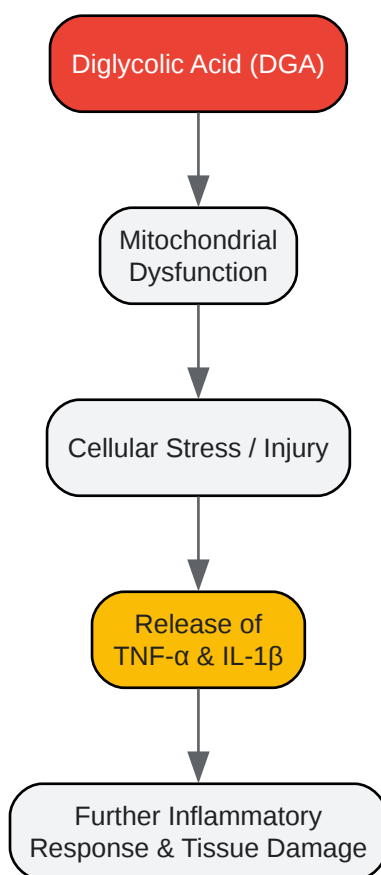 Diglycolic Acid (DGA)
Mitochondrial
Dysfunction
Cellular Stress / Injury
Release of
TNF-α & IL-1β
Further Inflammatory
Response & Tissue Damage